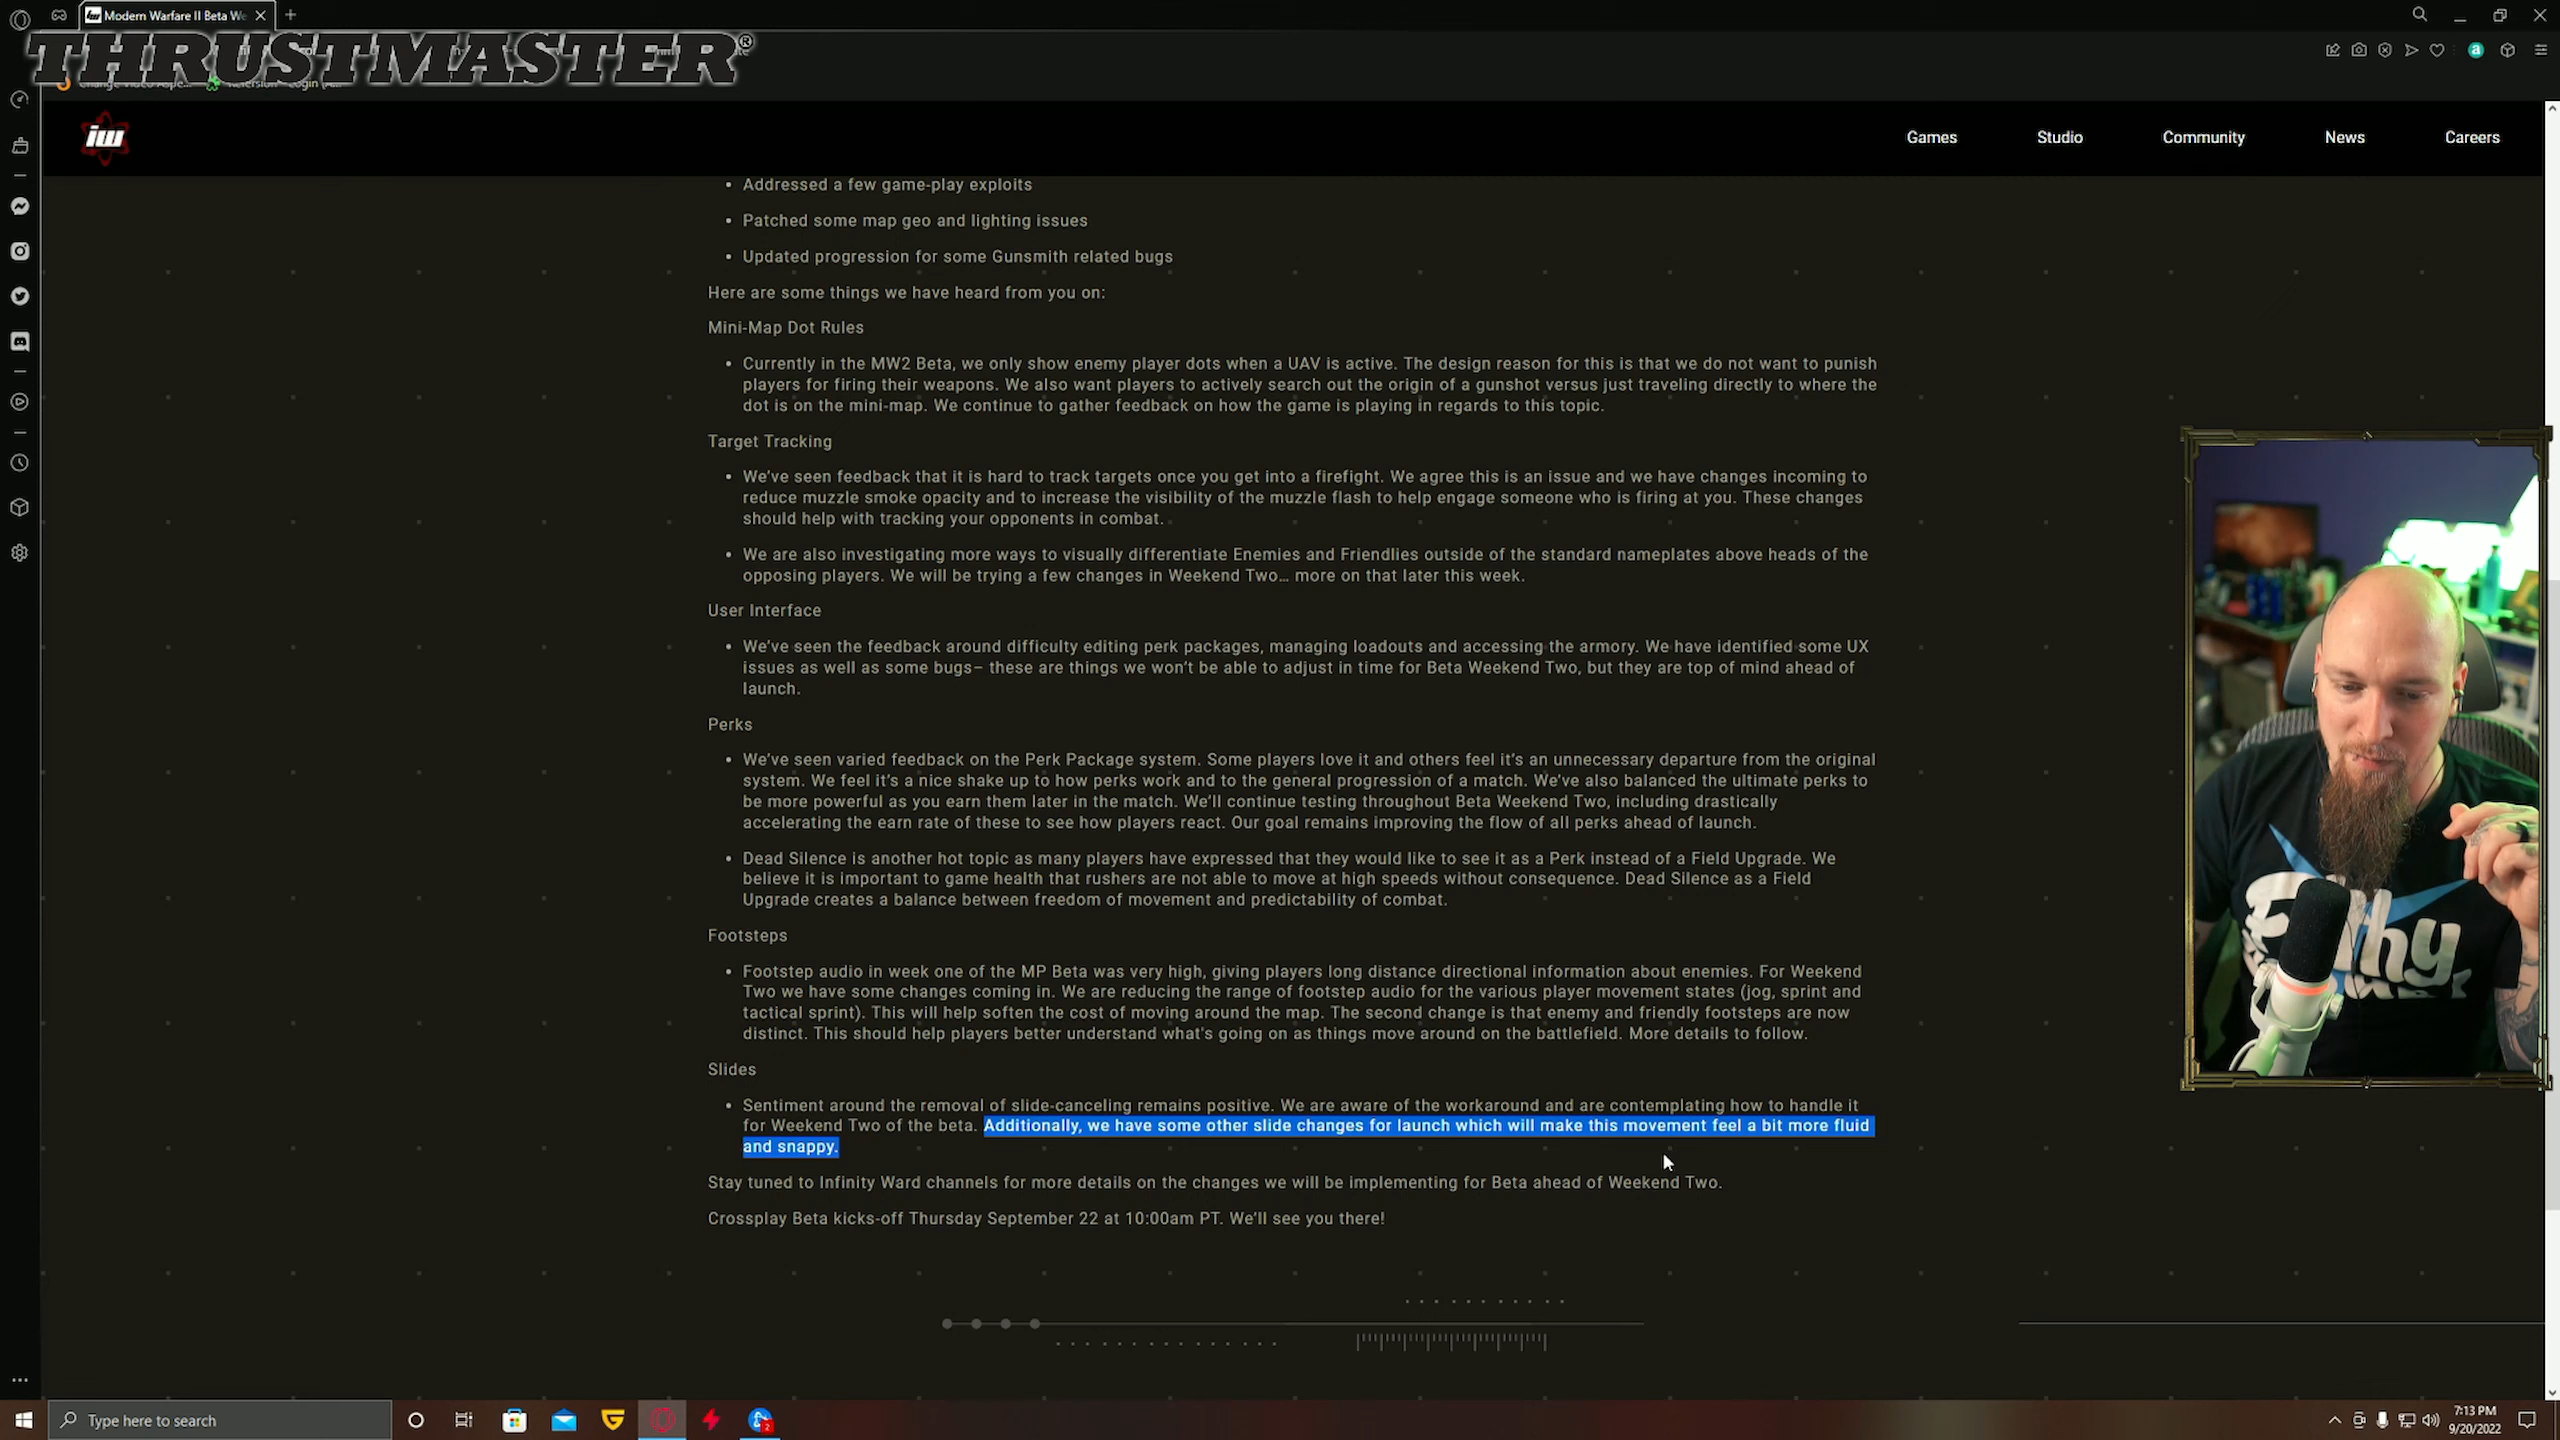 Modern Warfare II Beta We
THRUSTMASTER®
Change Video Aspe...
Login (A...
iw
Games
Studio
Community
News
Careers
• Addressed a few game-play exploits
• Patched some map geo and lighting issues
• Updated progression for some Gunsmith related bugs
Here are some things we have heard from you on:
Mini-Map Dot Rules
• Currently in the MW2 Beta, we only show enemy player dots when a UAV is active. The design reason for this is that we do not want to punish
players for firing their weapons. We also want players to actively search out the origin of a gunshot versus just traveling directly to where the
dot is on the mini-map. We continue to gather feedback on how the game is playing in regards to this topic.
Target Tracking
• We've seen feedback that it is hard to track targets once you get into a firefight. We agree this is an issue and we have changes incoming to
reduce muzzle smoke opacity and to increase the visibility of the muzzle flash to help engage someone who is firing at you. These changes
should help with tracking your opponents in combat.
• We are also investigating more ways to visually differentiate Enemies and Friendlies outside of the standard nameplates above heads of the
opposing players. We will be trying a few changes in Weekend Two… more on that later this week.
User Interface
• We've seen the feedback around difficulty editing perk packages, managing loadouts and accessing the armory. We have identified some UX
issues as well as some bugs– these are things we won't be able to adjust in time for Beta Weekend Two, but they are top of mind ahead of
launch.
Perks
• We've seen varied feedback on the Perk Package system. Some players love it and others feel it's an unnecessary departure from the original
system. We feel it's a nice shake up to how perks work and to the general progression of a match. We've also balanced the ultimate perks to
be more powerful as you earn them later in the match. We'll continue testing throughout Beta Weekend Two, including drastically
accelerating the earn rate of these to see how players react. Our goal remains improving the flow of all perks ahead of launch.
• Dead Silence is another hot topic as many players have expressed that they would like to see it as a Perk instead of a Field Upgrade. We
believe it is important to game health that rushers are not able to move at high speeds without consequence. Dead Silence as a Field
Upgrade creates a balance between freedom of movement and predictability of combat.
Footsteps
• Footstep audio in week one of the MP Beta was very high, giving players long distance directional information about enemies. For Weekend
Two we have some changes coming in. We are reducing the range of footstep audio for the various player movement states (jog, sprint and
tactical sprint). This will help soften the cost of moving around the map. The second change is that enemy and friendly footsteps are now
distinct. This should help players better understand what's going on as things move around on the battlefield. More details to follow.
Slides
• Sentiment around the removal of slide-canceling remains positive. We are aware of the workaround and are contemplating how to handle it
for Weekend Two of the beta. Additionally, we have some other slide changes for launch which will make this movement feel a bit more fluid
and snappy.
Stay tuned to Infinity Ward channels for more details on the changes we will be implementing for Beta ahead of Weekend Two.
Crossplay Beta kicks-off Thursday September 22 at 10:00am PT. We'll see you there!
Type here to search
2
7:13 PM
9/20/2022